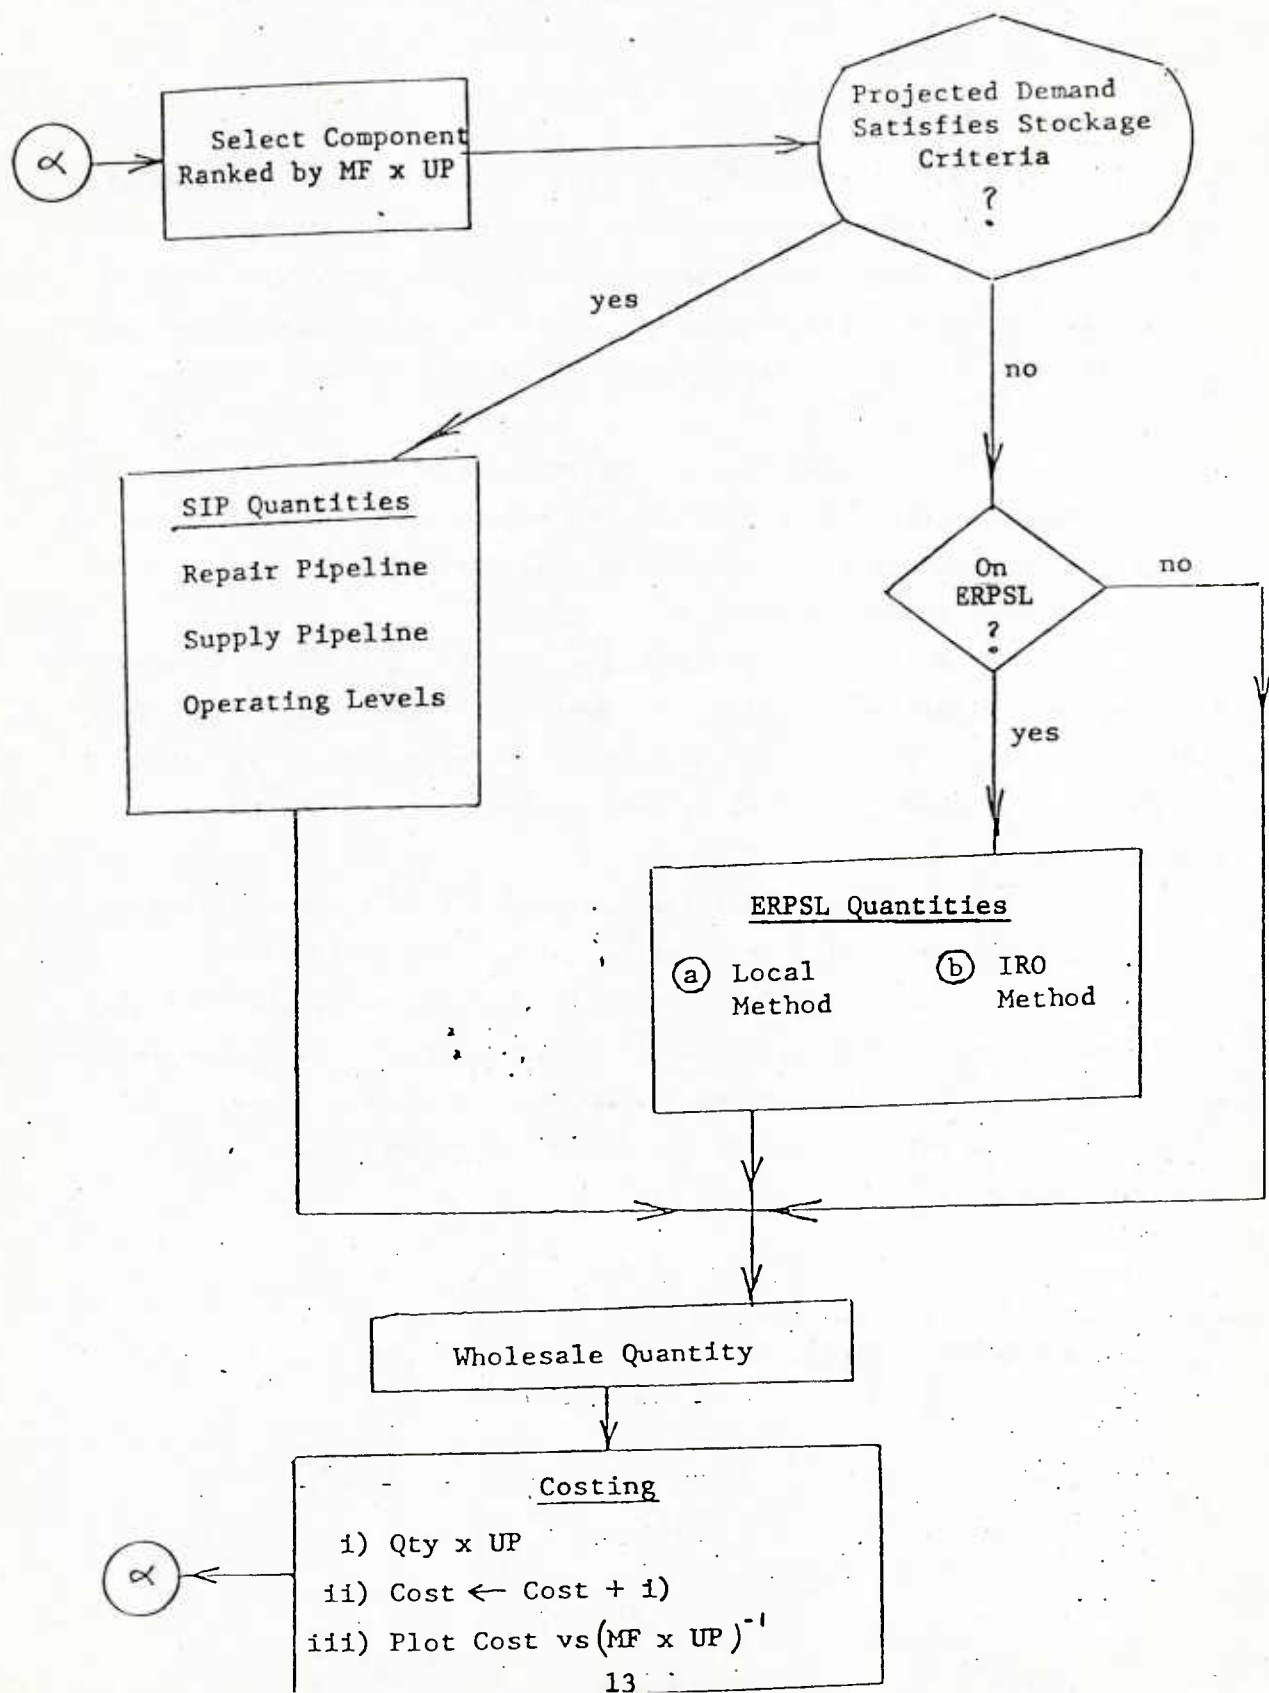 α
Select Component
Ranked by MF x UP
Projected Demand
Satisfies Stockage
Criteria
?
yes
no
SIP Quantities
Repair Pipeline
Supply Pipeline
Operating Levels
On
ERPSL
?
no
yes
ERPSL Quantities
(a) Local
Method
(b) IRO
Method
Wholesale Quantity
Costing
i) Qty x UP
ii) Cost ← Cost + i)
iii) Plot Cost vs (MF x UP)⁻¹
α
13